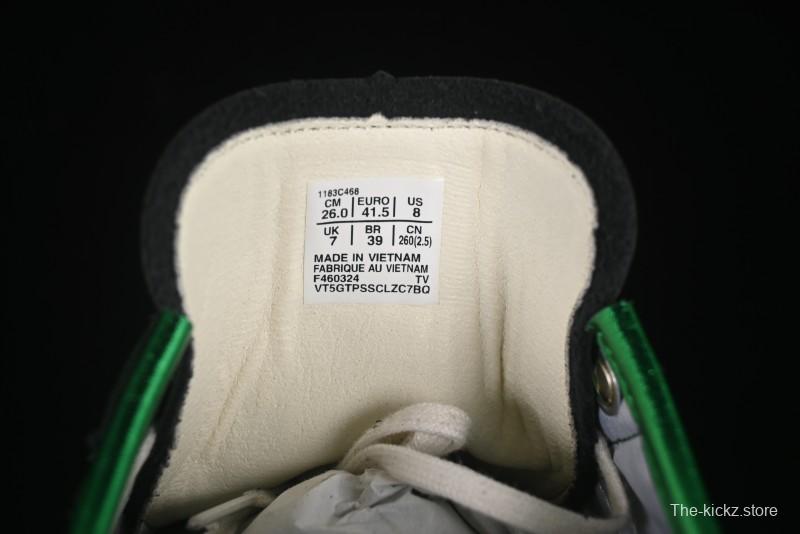 1183C468
CM EURO US
26.0 41.5 8
UK BR CN
7 39 260(2.5)
MADE IN VIETNAM
FABRIQUE AU VIETNAM
F460324 TV
VT5GTPSSCLZC7BQ
The-kickz.store